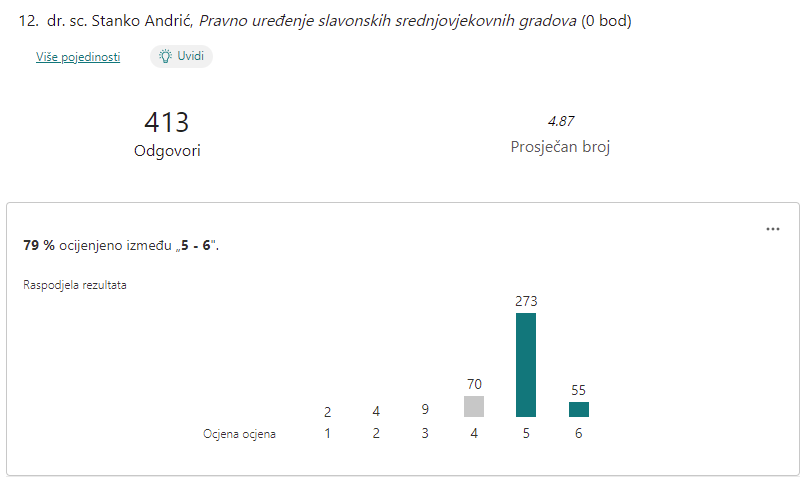 12. dr. sc. Stanko Andrić, Pravno uređenje slavonskih srednjovjekovnih gradova (0 bod)
Više pojedinosti Uvidi
413 4.87
Odgovori Prosječan broj
79 % ocijenjeno između „5 - 6“.
Raspodjela rezultata
273
70
55
2 4 9
Ocjena ocjena 1 2 3 4 5 6